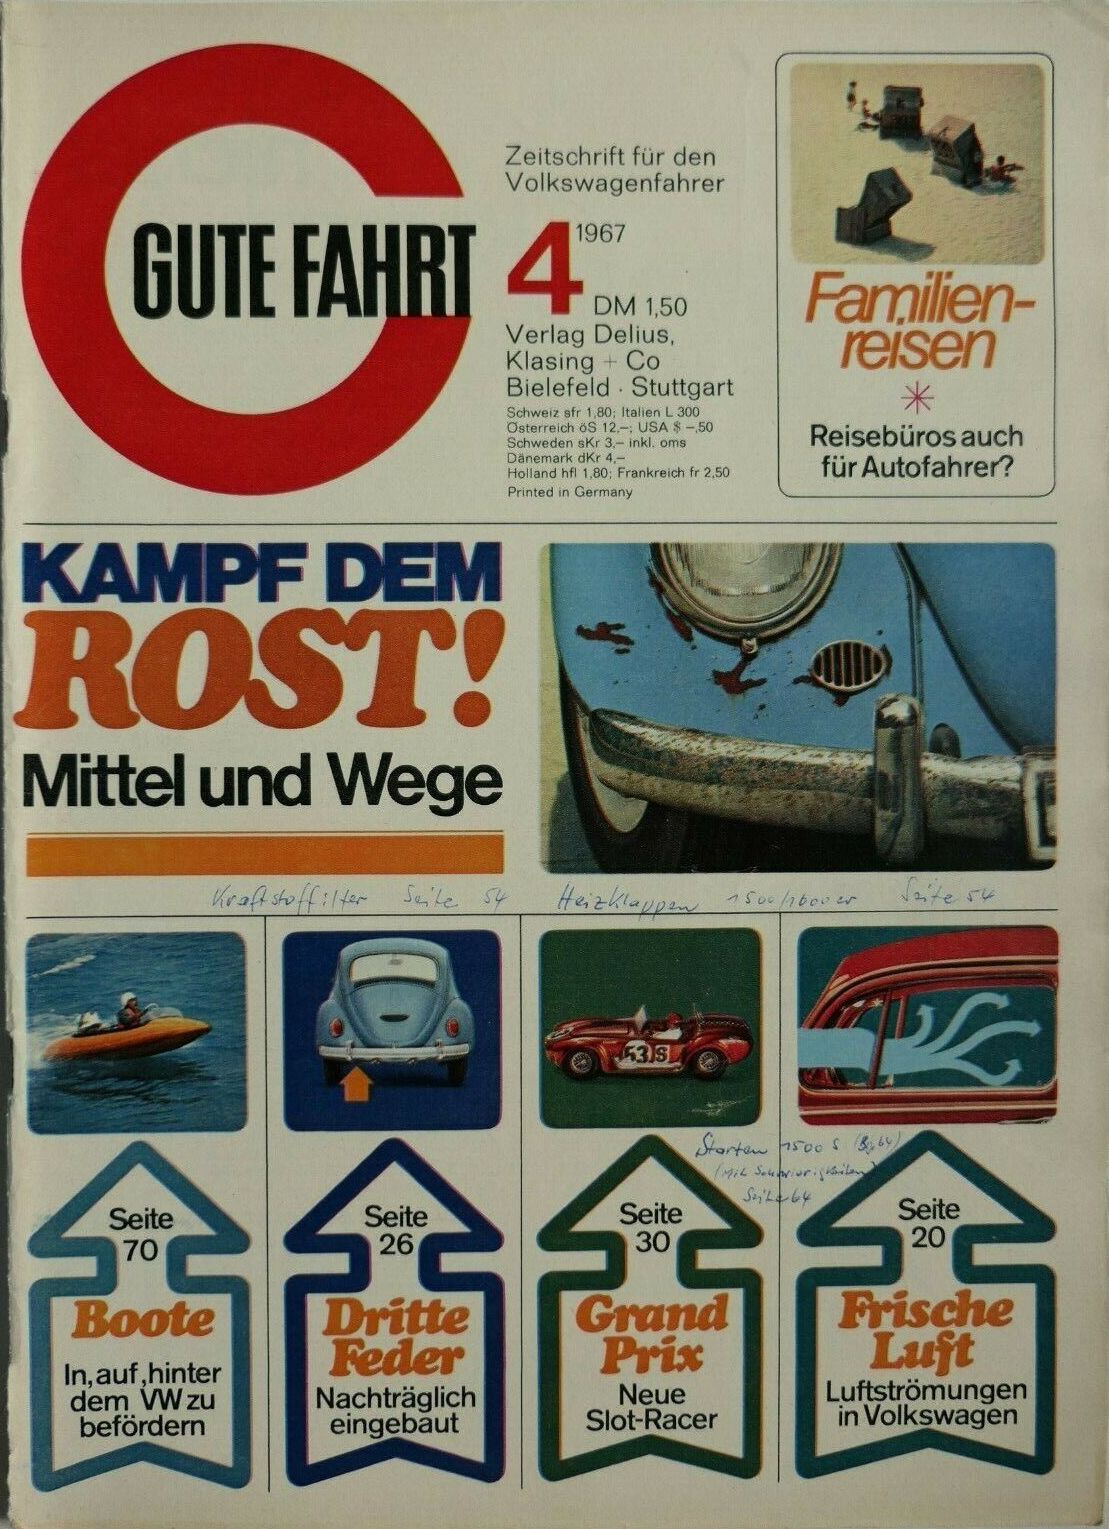 GUTE FAHRT
Zeitschrift für den
Volkswagenfahrer
4 1967
DM 1,50
Verlag Delius,
Klasing + Co
Bielefeld · Stuttgart
Schweiz sfr 1,80; Italien L 300
Österreich öS 12,–; USA $ –,50
Schweden sKr 3,– inkl. oms
Dänemark dKr 4,–
Holland hfl 1,80; Frankreich fr 2,50
Printed in Germany
Familien-
reisen
*
Reisebüros auch
für Autofahrer?
KAMPF DEM
ROST!
Mittel und Wege
Kraftstoffilter Seite 54 Heizklappen 1500/1600er Seite 54
53 S
Starten 1500 S
(mit Schwierigkeiten)
Seite 64
Seite
70
Boote
In, auf, hinter
dem VW zu
befördern
Seite
26
Dritte
Feder
Nachträglich
eingebaut
Seite
30
Grand
Prix
Neue
Slot-Racer
Seite
20
Frische
Luft
Luftströmungen
in Volkswagen